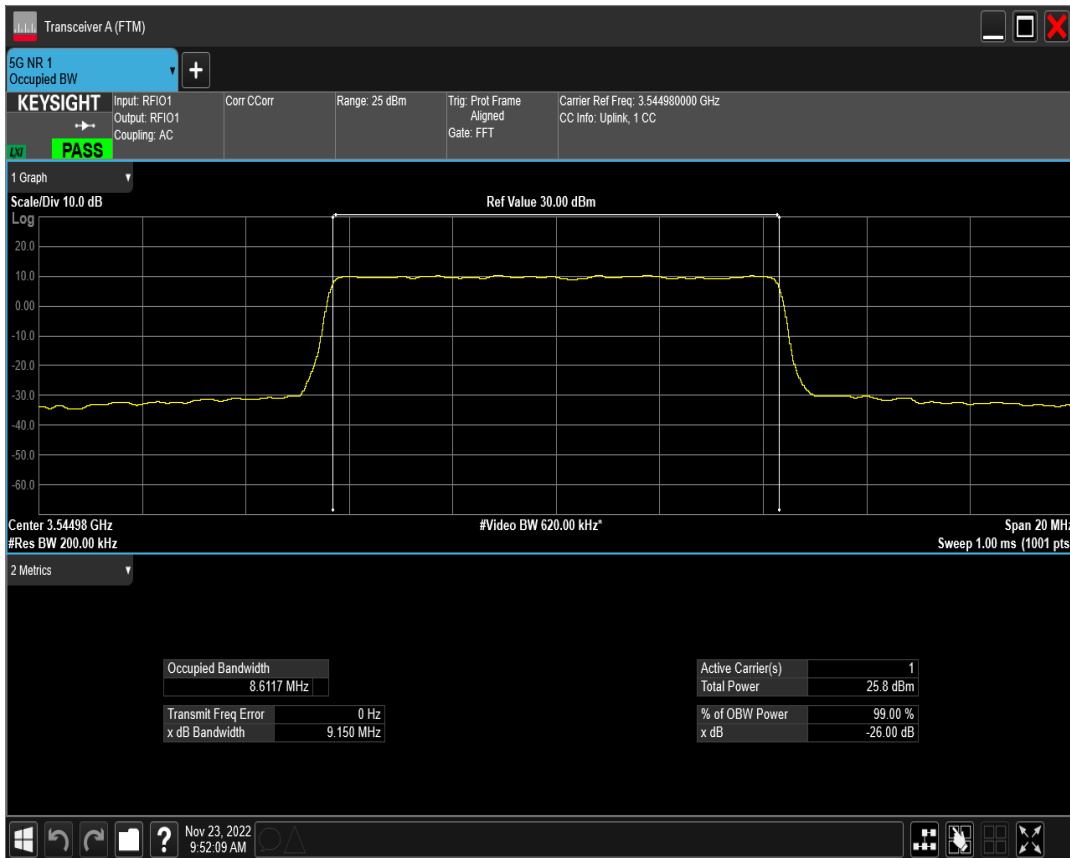 Transceiver A (FTM)
5G NR 1
Occupied BW
+
KEYSIGHT
LXI
PASS
Input: RFIO1
Output: RFIO1
Coupling: AC
Corr CCorr
Range: 25 dBm
Trig: Prot Frame
Aligned
Gate: FFT
Carrier Ref Freq: 3.544980000 GHz
CC Info: Uplink, 1 CC
1 Graph
Scale/Div 10.0 dB
Ref Value 30.00 dBm
Log
20.0
10.0
0.00
-10.0
-20.0
-30.0
-40.0
-50.0
-60.0
Center 3.54498 GHz
#Video BW 620.00 kHz*
Span 20 MHz
#Res BW 200.00 kHz
Sweep 1.00 ms (1001 pts
2 Metrics
Occupied Bandwidth
8.6117 MHz
Transmit Freq Error 0 Hz
x dB Bandwidth 9.150 MHz
Active Carrier(s) 1
Total Power 25.8 dBm
% of OBW Power 99.00 %
x dB -26.00 dB
?
Nov 23, 2022
9:52:09 AM